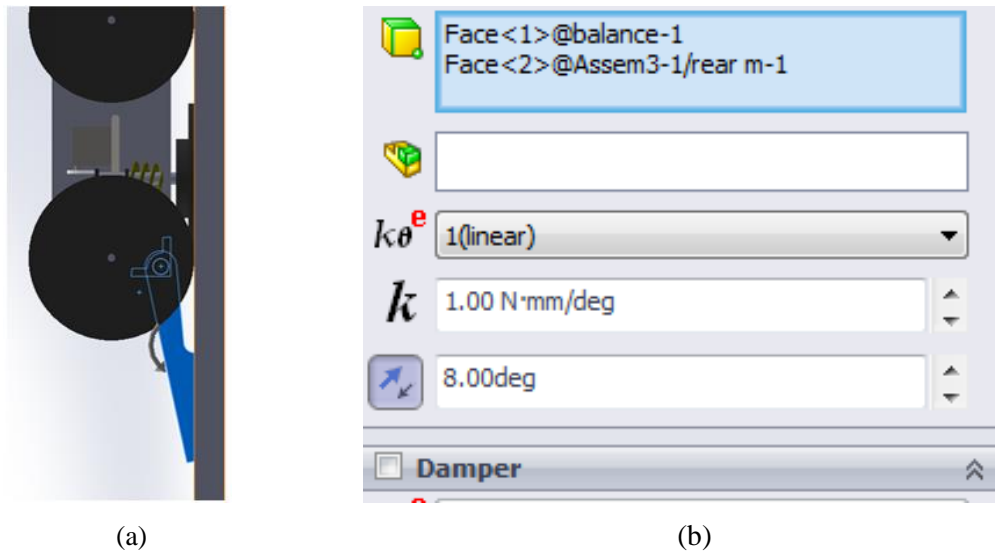 Face<1>@balance-1
Face<2>@Assem3-1/rear m-1
kθ^e 1(linear)
k 1.00 N·mm/deg
8.00deg
Damper
(a) (b)